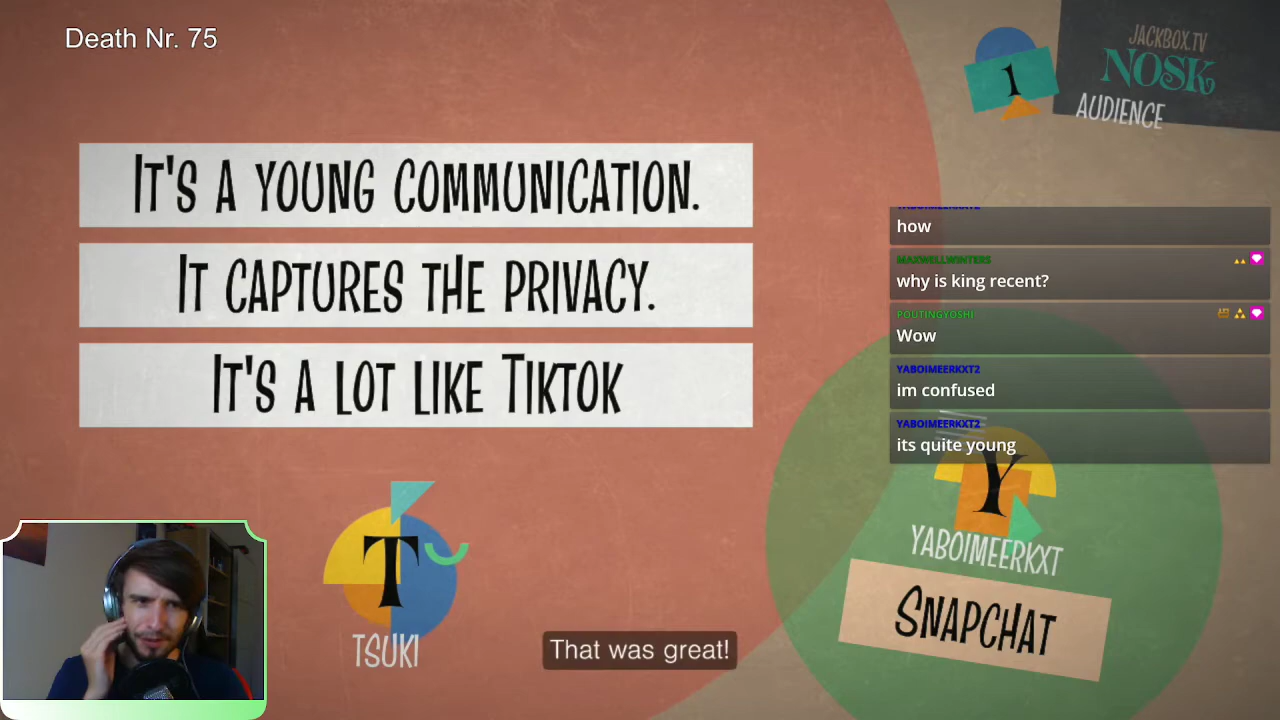 Death Nr. 75
JACKBOX.TV
NOSK
1
AUDIENCE
IT'S A YOUNG COMMUNICATION.
IT CAPTURES THE PRIVACY.
IT'S A LOT LIKE TIKTOK
how
MAXWELLWINTERS
why is king recent?
POUTINGYOSHI
Wow
YABOIMEERKXT2
im confused
YABOIMEERKXT2
its quite young
T
TSUKI
Y
YABOIMEERKXT
SNAPCHAT
That was great!